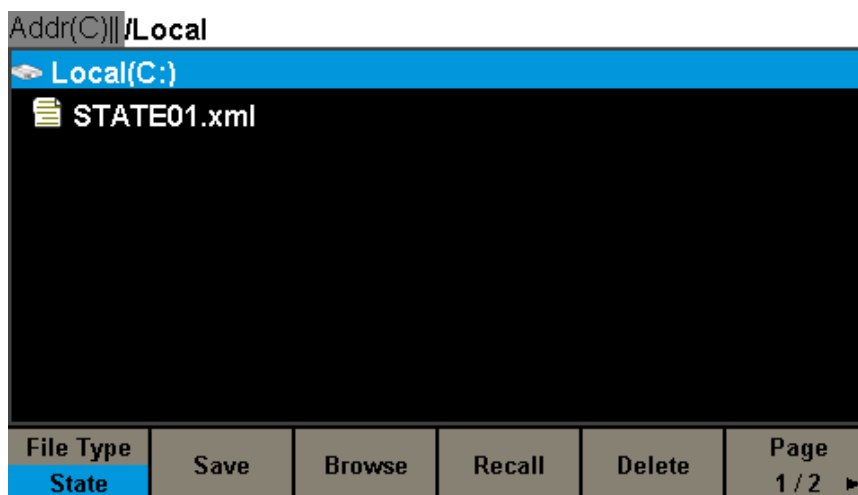 Addr(C)|| /Local
Local(C:)
STATE01.xml
File Type
State
Save
Browse
Recall
Delete
Page
1 / 2